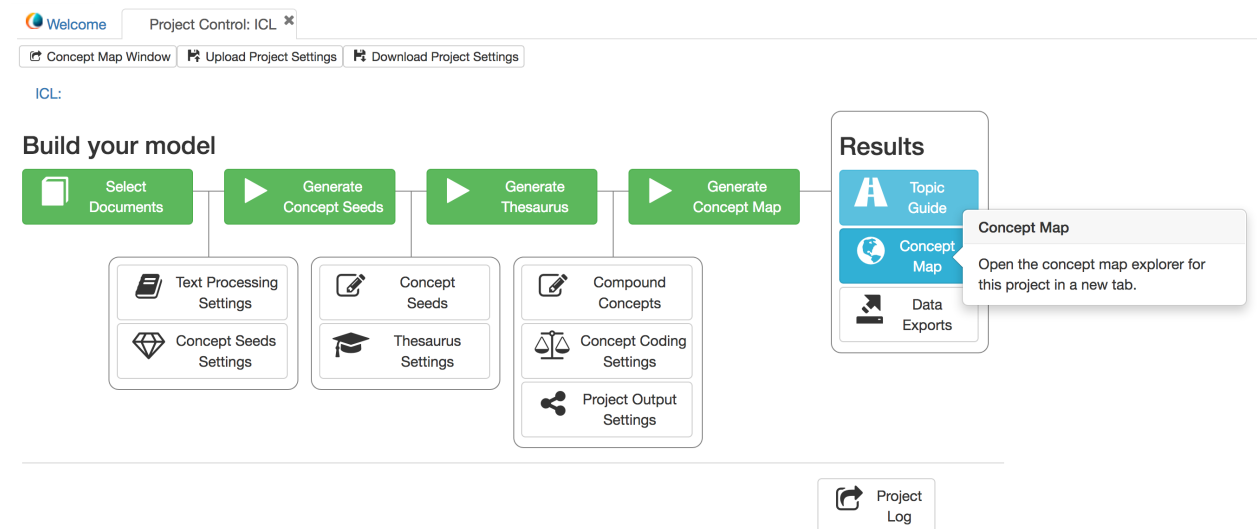 Welcome
Project Control: ICL
Concept Map Window
Upload Project Settings
Download Project Settings
ICL:
Build your model
Select
Documents
Generate
Concept Seeds
Generate
Thesaurus
Generate
Concept Map
Text Processing
Settings
Concept Seeds
Settings
Concept
Seeds
Thesaurus
Settings
Compound
Concepts
Concept Coding
Settings
Project Output
Settings
Results
Topic
Guide
Concept
Map
Data
Exports
Concept Map
Open the concept map explorer for
this project in a new tab.
Project
Log